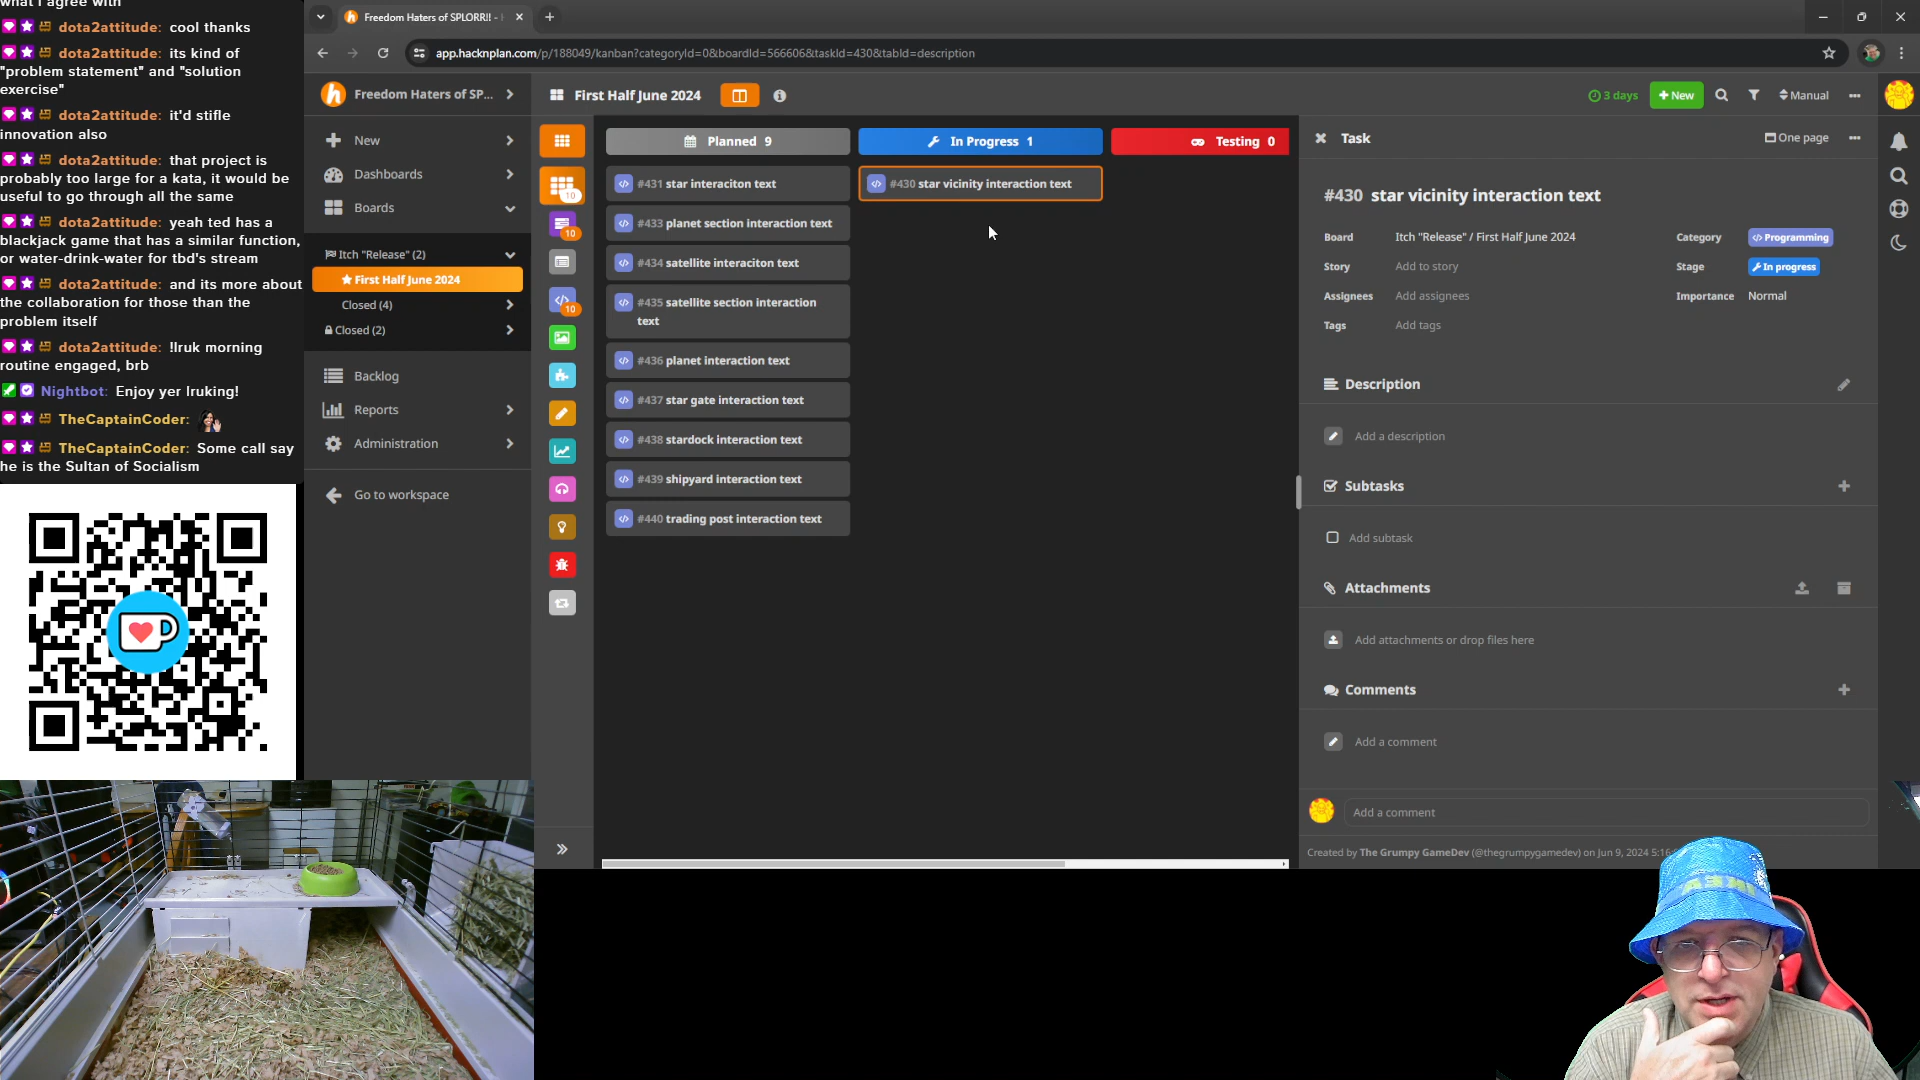 what I agree with
dota2attitude: cool thanks
dota2attitude: its kind of
"problem statement" and "solution
exercise"
dota2attitude: it'd stifle
innovation also
dota2attitude: that project is
probably too large for a kata, it would be
useful to go through all the same
dota2attitude: yeah ted has a
blackjack game that has a similar function,
or water-drink-water for tbd's stream
dota2attitude: and its more about
the collaboration for those than the
problem itself
dota2attitude: !lruk morning
routine engaged, brb
Nightbot: Enjoy yer lruking!
TheCaptainCoder:
TheCaptainCoder: Some call say
he is the Sultan of Socialism
Freedom Haters of SPLORR!! -
app.hacknplan.com/p/188049/kanban?categoryId=0&boardId=566606&taskId=430&tabId=description
Freedom Haters of SP...
New
Dashboards
Boards
Itch "Release" (2)
First Half June 2024
Closed (4)
Closed (2)
Backlog
Reports
Administration
Go to workspace
First Half June 2024
3 days
+ New
Manual
10
10
10
Planned 9
#431 star interaciton text
#433 planet section interaction text
#434 satellite interaciton text
#435 satellite section interaction
text
#436 planet interaction text
#437 star gate interaction text
#438 stardock interaction text
#439 shipyard interaction text
#440 trading post interaction text
In Progress 1
#430 star vicinity interaction text
Testing 0
Task
One page
#430 star vicinity interaction text
Board Itch "Release" / First Half June 2024
Category Programming
Story Add to story
Stage In progress
Assignees Add assignees
Importance Normal
Tags Add tags
Description
Add a description
Subtasks
Add subtask
Attachments
Add attachments or drop files here
Comments
Add a comment
Add a comment
Created by The Grumpy GameDev (@thegrumpygamedev) on Jun 9, 2024 5:16